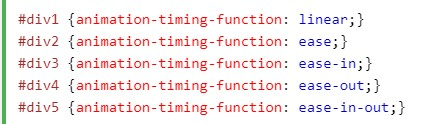 #div1 {animation-timing-function: linear;}
#div2 {animation-timing-function: ease;}
#div3 {animation-timing-function: ease-in;}
#div4 {animation-timing-function: ease-out;}
#div5 {animation-timing-function: ease-in-out;}